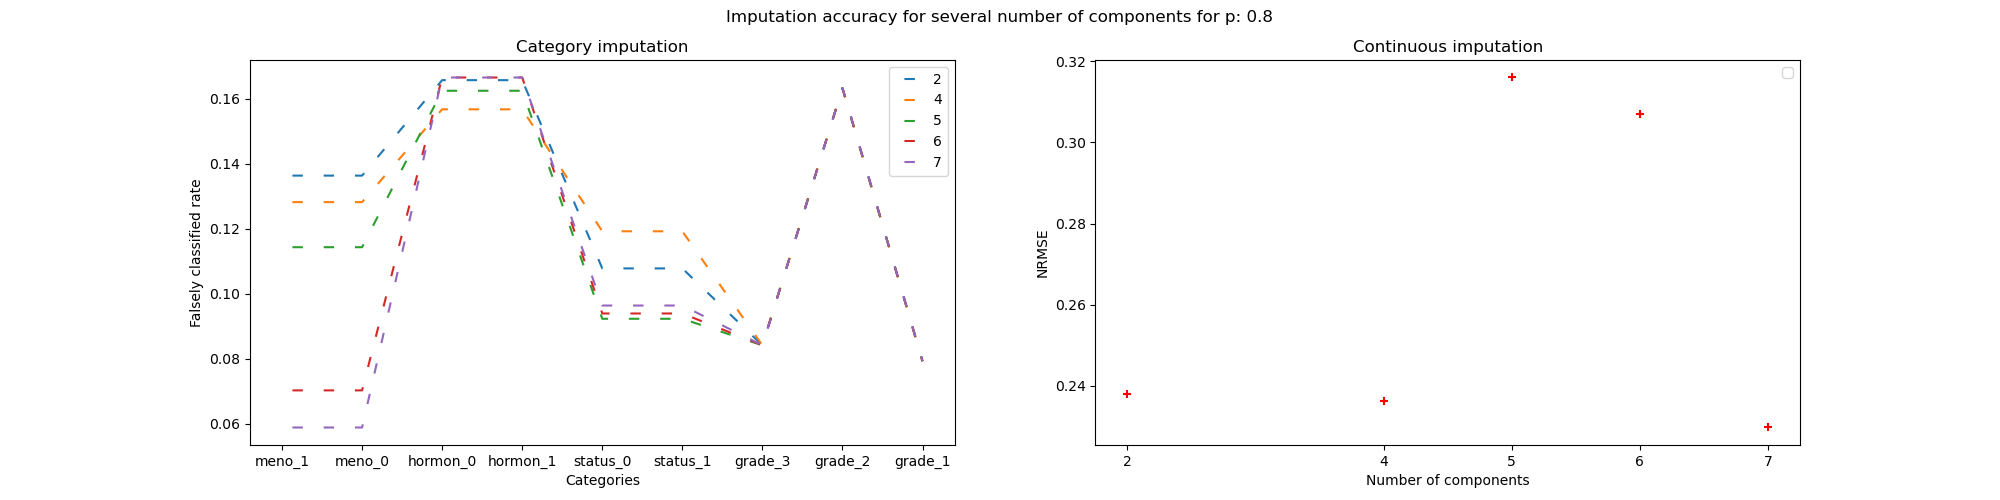 Imputation accuracy for several number of components for p: 0.8
Category imputation
Falsely classified rate
0.16
0.14
0.12
0.10
0.08
0.06
2
4
5
6
7
meno_1 meno_0 hormon_0 hormon_1 status_0 status_1 grade_3 grade_2 grade_1
Categories
Continuous imputation
NRMSE
0.32
0.30
0.28
0.26
0.24
2 4 5 6 7
Number of components